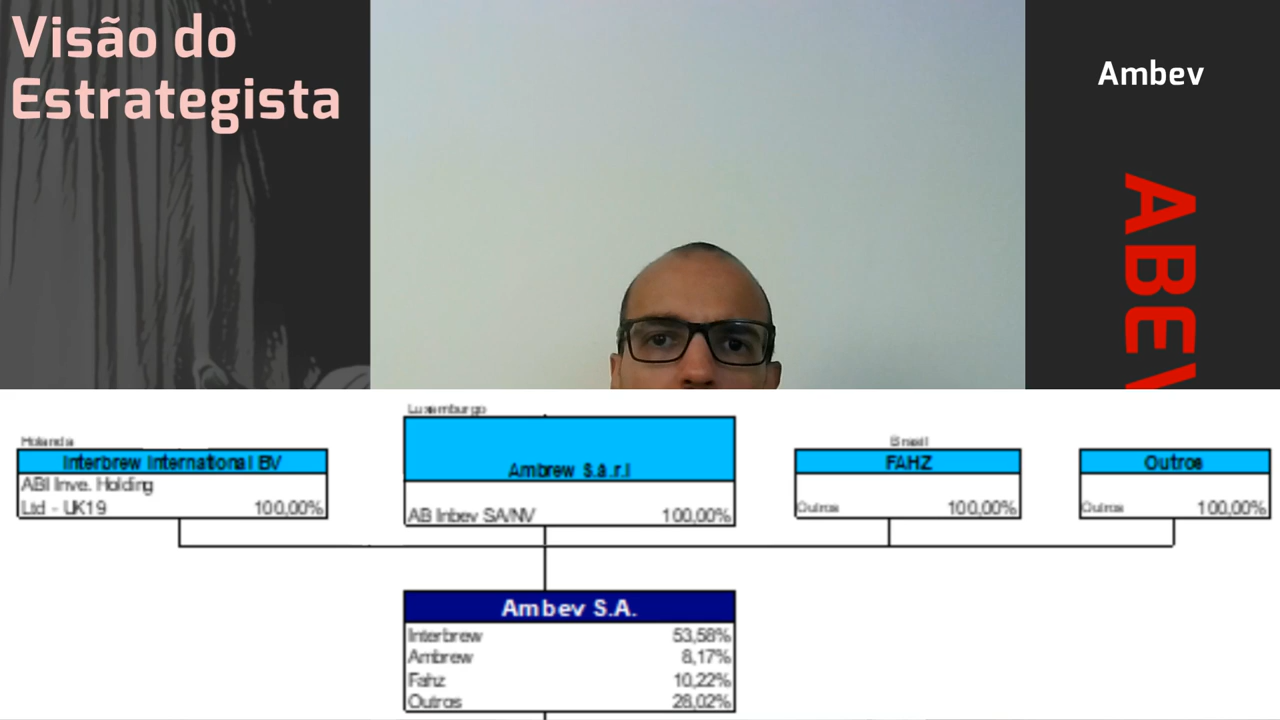 Visão do
Estrategista
Ambev
ABEV
Luxemburgo
Holanda
Interbrew International BV
ABI Inve. Holding
Ltd - UK19 100,00%
Ambrew S.à.r.l
AB Inbev SA/NV 100,00%
Brasil
FAHZ
Outros 100,00%
Outros
Outros 100,00%
Ambev S.A.
Interbrew 53,58%
Ambrew 8,17%
Fahz 10,22%
Outros 28,02%